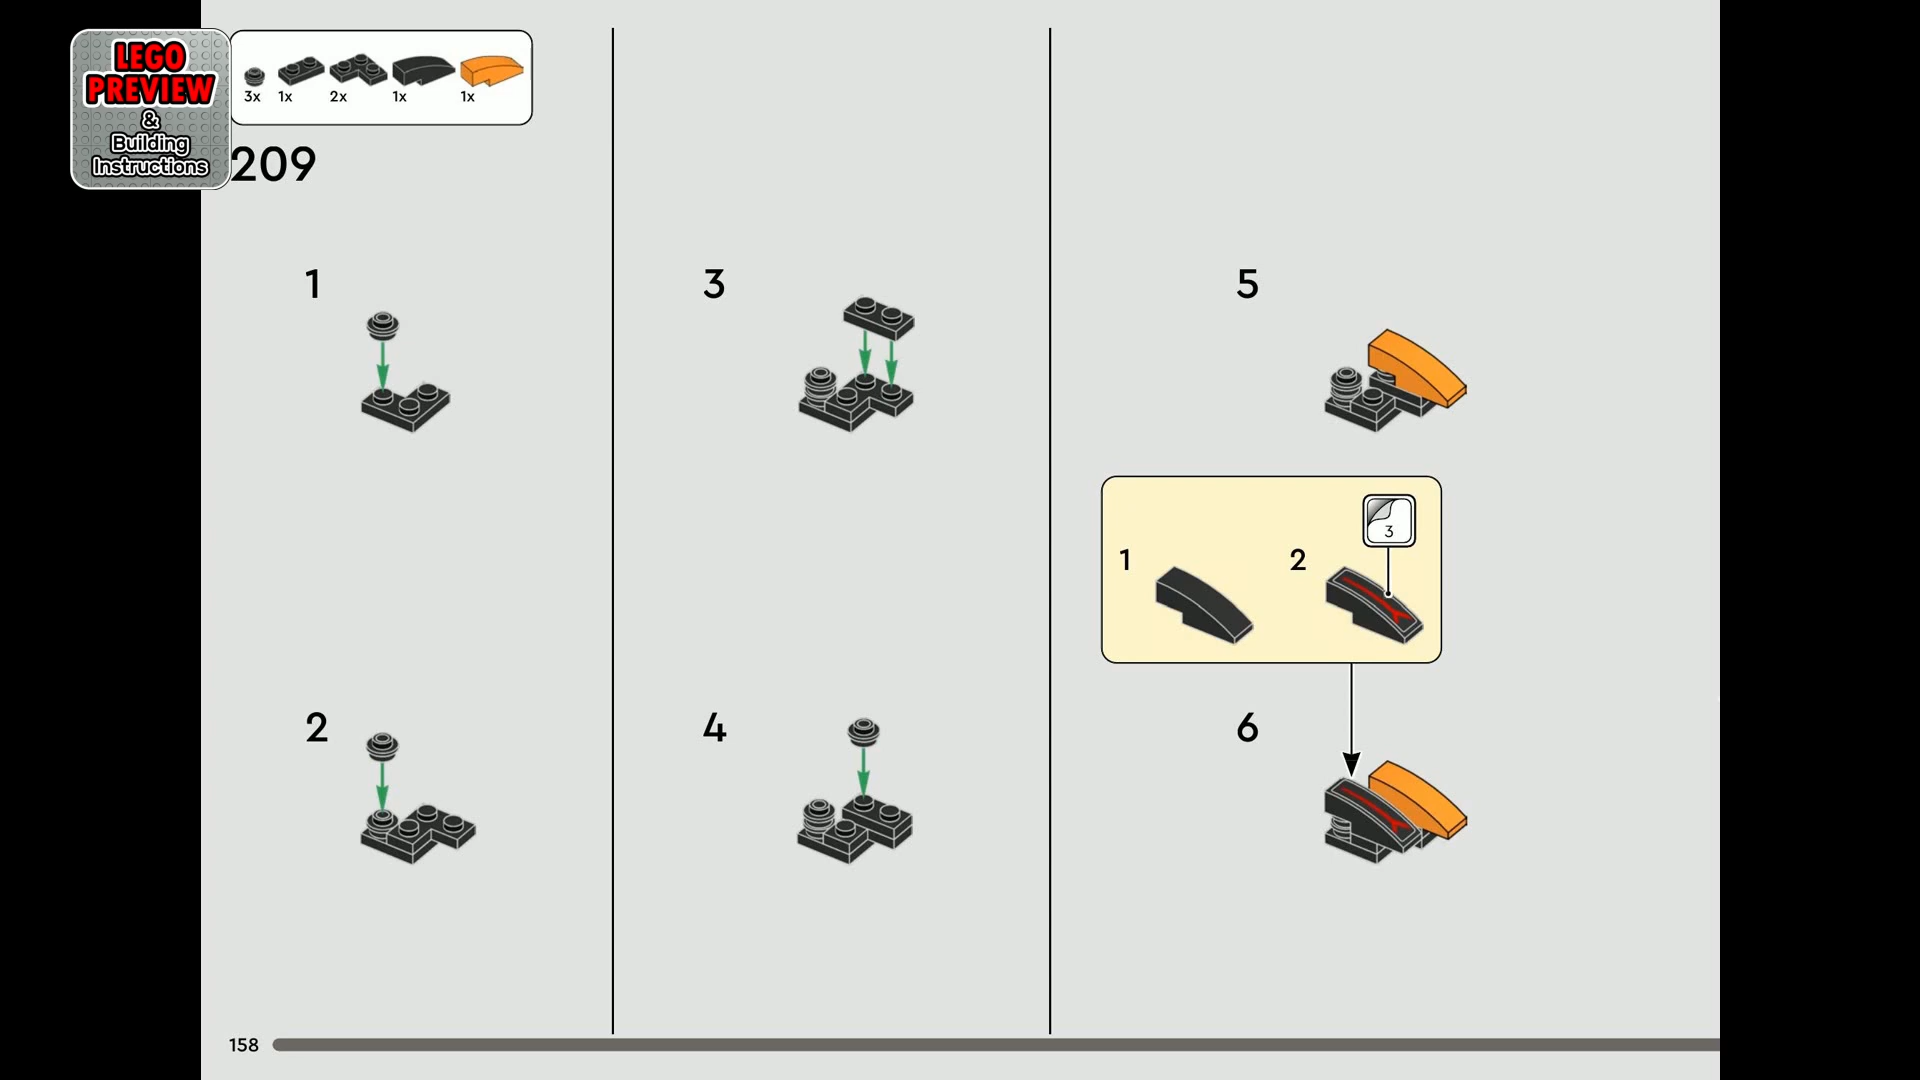 LEGO
PREVIEW
&
Building
Instructions
3x 1x 2x 1x 1x
209
1
3
5
3
1
2
2
4
6
158